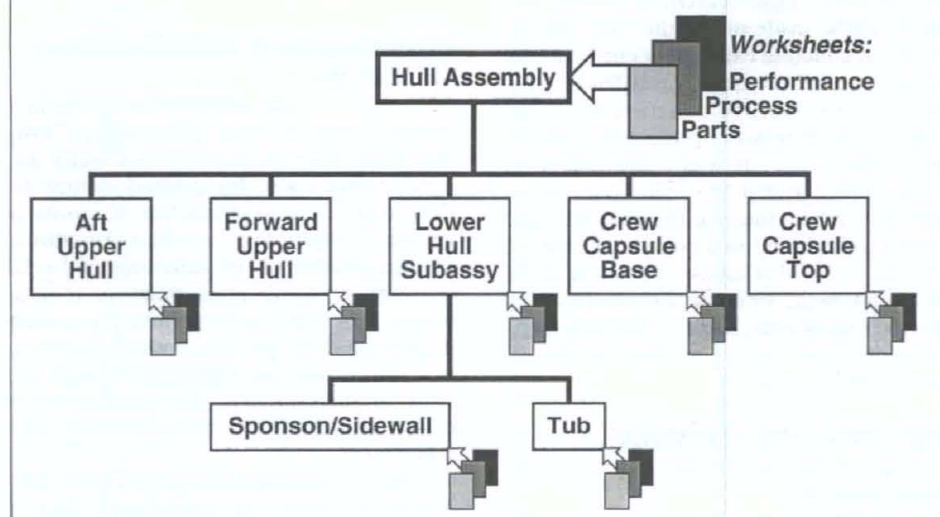 Worksheets:
Hull Assembly
Performance
Process
Parts
Aft
Upper
Hull
Forward
Upper
Hull
Lower
Hull
Subassy
Crew
Capsule
Base
Crew
Capsule
Top
Sponson/Sidewall
Tub